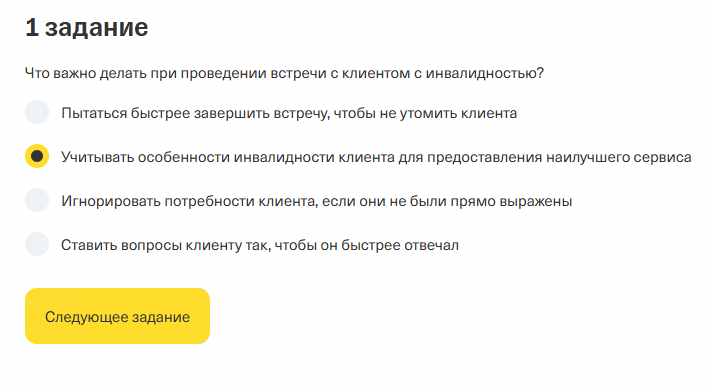 1 задание
Что важно делать при проведении встречи с клиентом с инвалидностью?
Пытаться быстрее завершить встречу, чтобы не утомить клиента
Учитывать особенности инвалидности клиента для предоставления наилучшего сервиса
Игнорировать потребности клиента, если они не были прямо выражены
Ставить вопросы клиенту так, чтобы он быстрее отвечал
Следующее задание